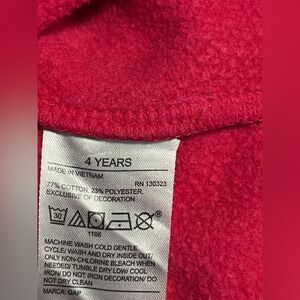 4 YEARS
MADE IN VIETNAM
RN 130323
77% COTTON, 23% POLYESTER,
EXCLUSIVE OF DECORATION
30
1166
MACHINE WASH COLD GENTLE
CYCLE/ WASH AND DRY INSIDE OUT/
ONLY NON-CHLORINE BLEACH WHEN
NEEDED/ TUMBLE DRY LOW/ COOL
IRON/ DO NOT IRON DECORATION/ DO
NOT DRY CLEAN
MARCA: GAP